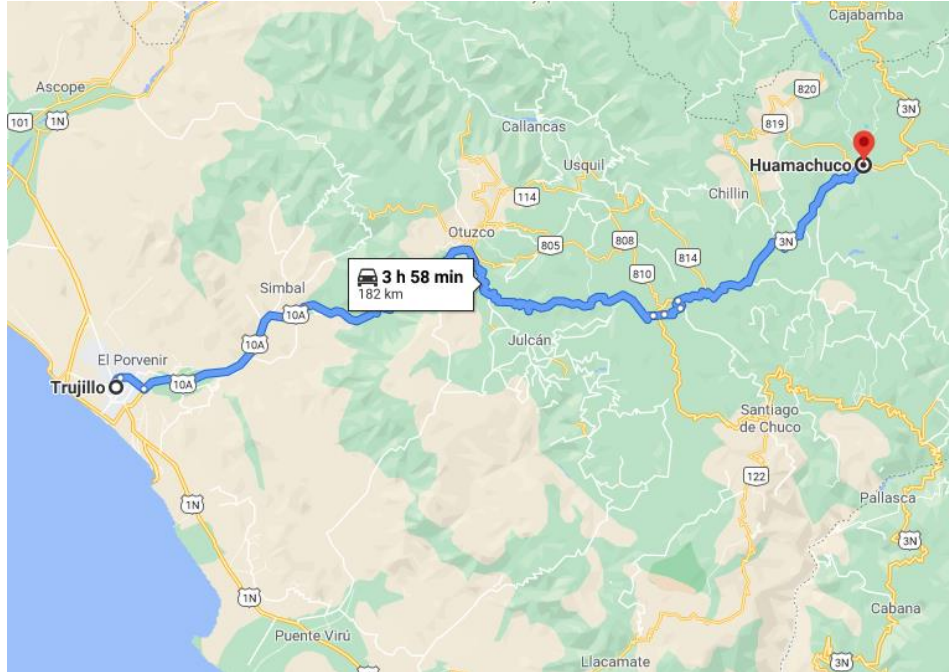 Cajabamba
Ascope
820
101
1N
3N
819
Callancas
Huamachuco
Usquil
Chillin
114
Otuzco
805
808
3N
814
3 h 58 min
182 km
810
Simbal
10A
Julcán
10A
El Porvenir
Trujillo
10A
Santiago
de Chuco
122
1N
Pallasca
3N
1N
Cabana
Puente Virú
Llacamate
3N